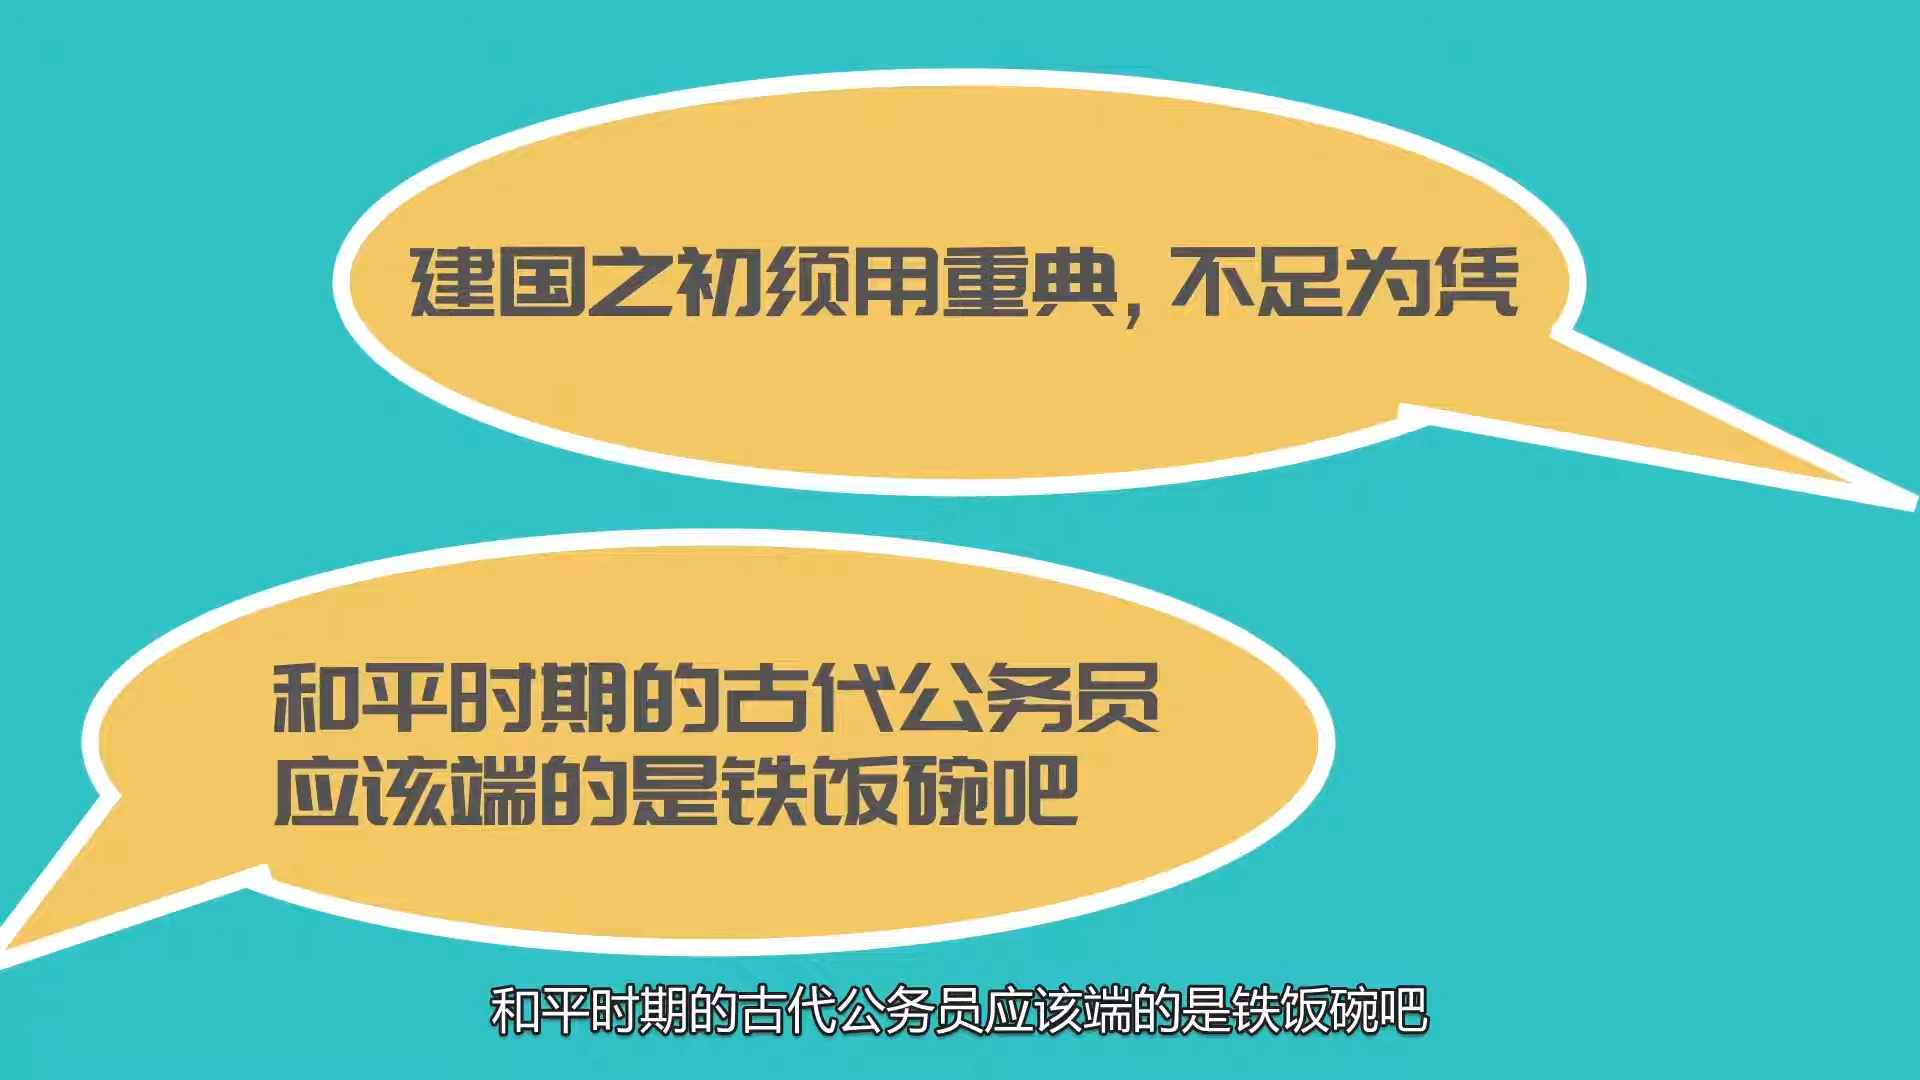 建国之初须用重典，不足为凭
和平时期的古代公务员
应该端的是铁饭碗吧
和平时期的古代公务员应该端的是铁饭碗吧